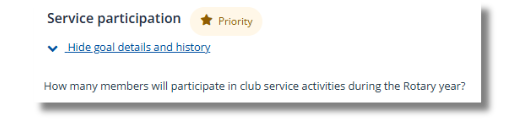 Service participation Priority
Hide goal details and history
How many members will participate in club service activities during the Rotary year?